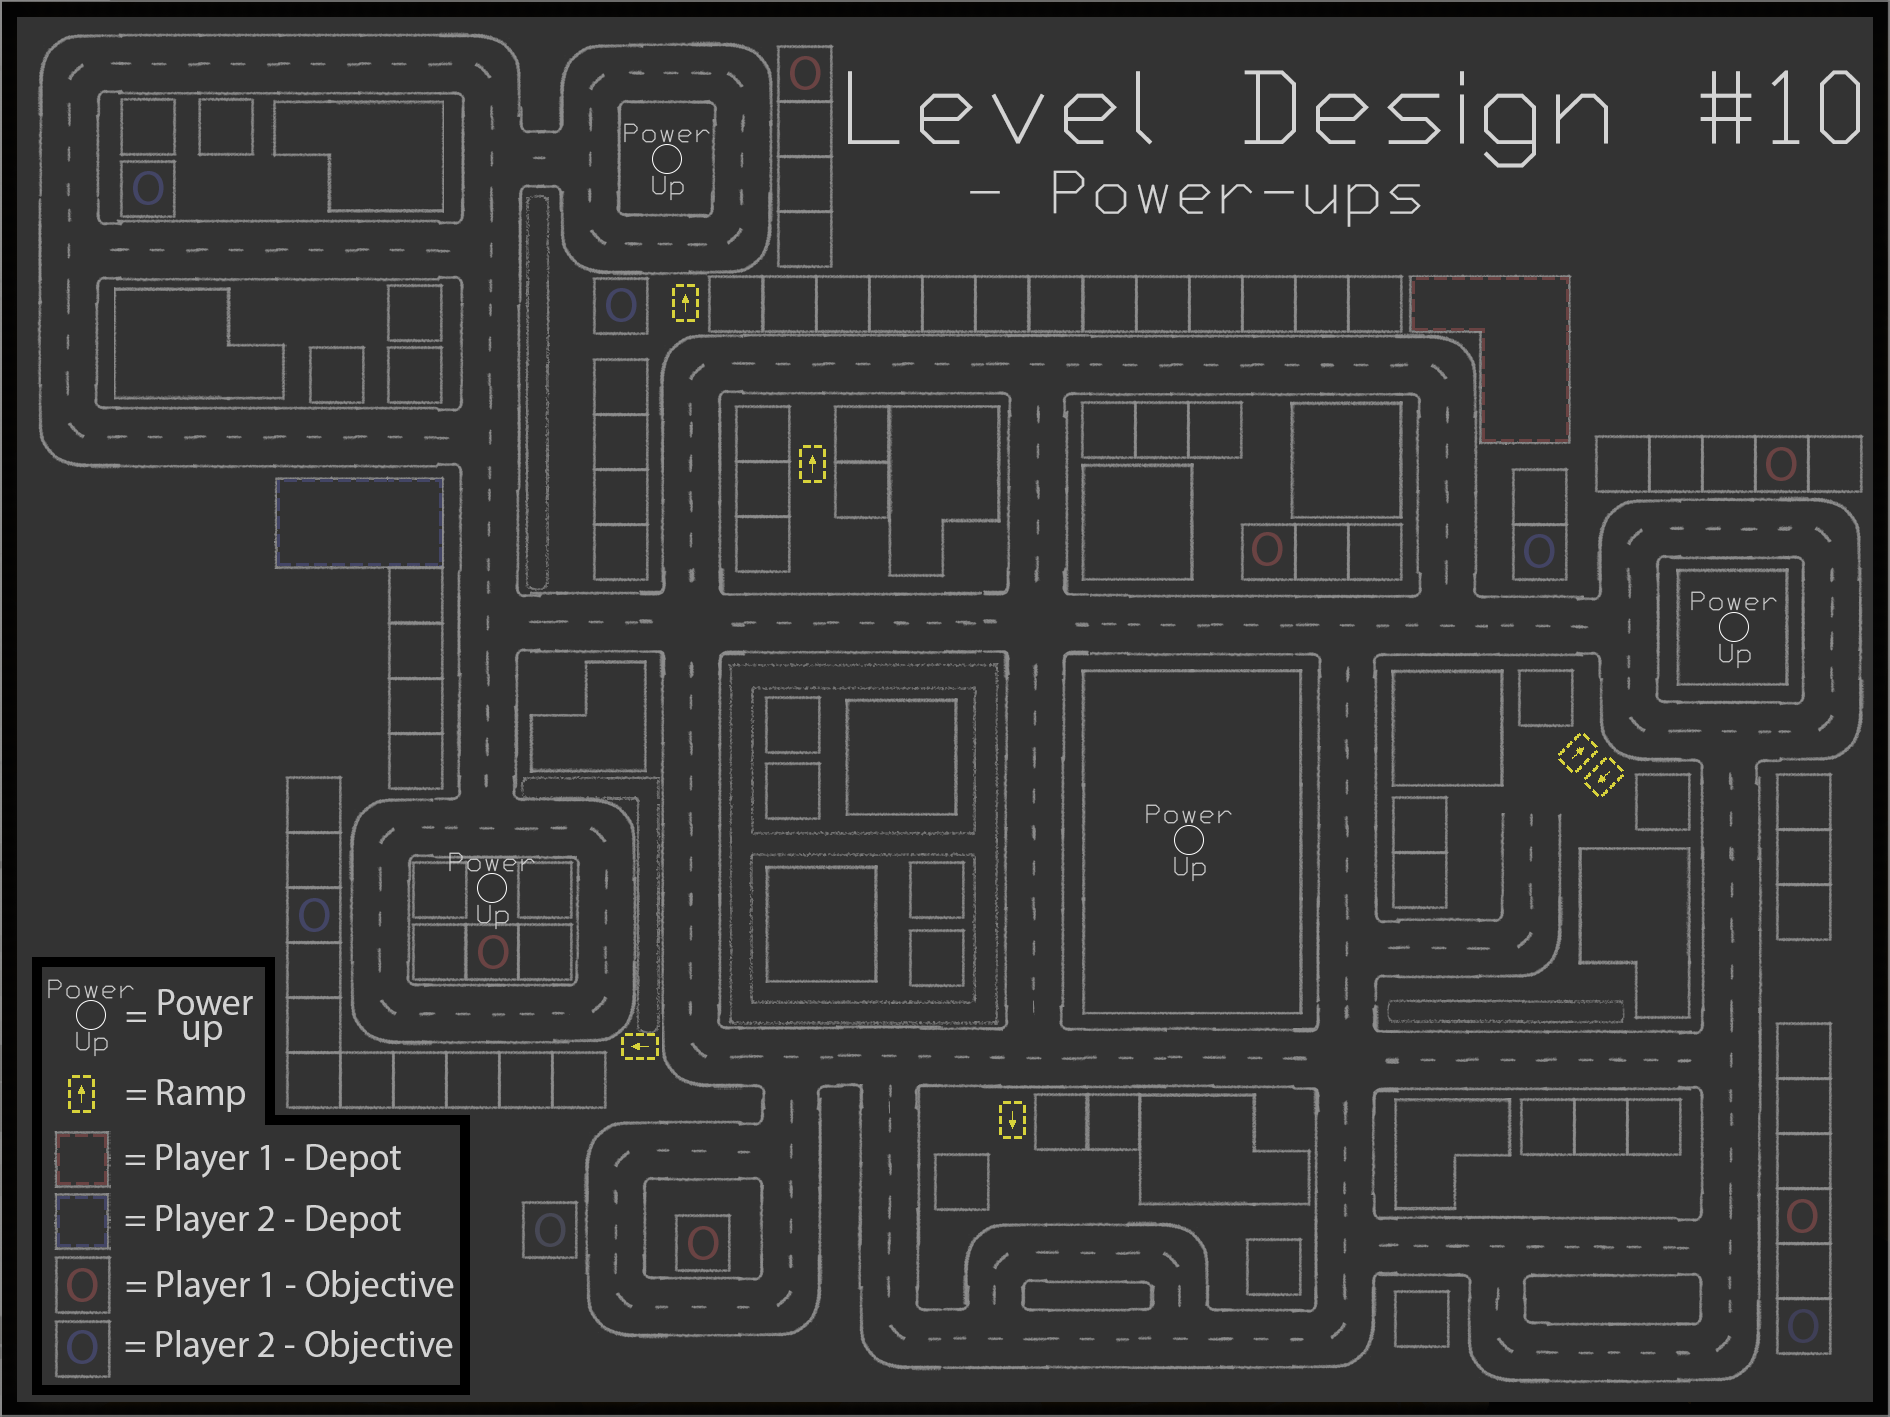 Level Design #10
- Power-ups
Power
Up
Power
Up
Power
Up
Power
Up
Power
Up
= Power
up
= Ramp
= Player 1 - Depot
= Player 2 - Depot
= Player 1 - Objective
= Player 2 - Objective